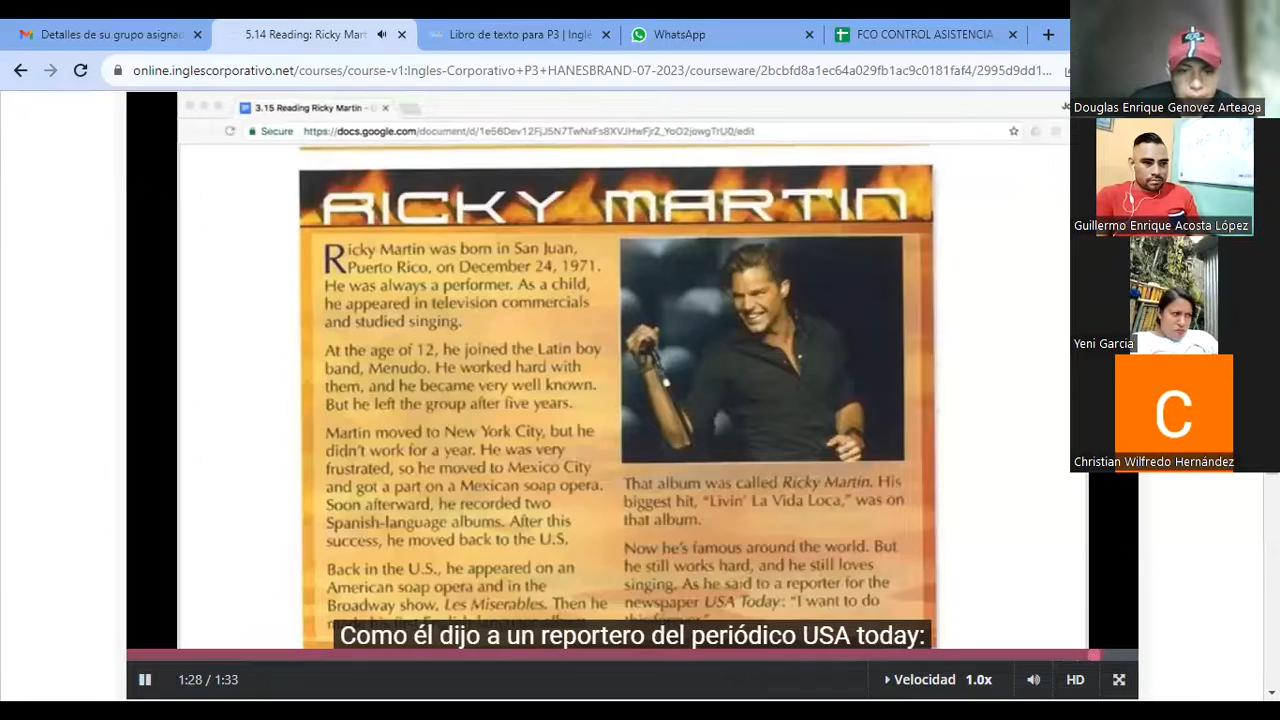 Detalles de su grupo asignad
5.14 Reading: Ricky Mart
Libro de texto para P3 | Inglé
WhatsApp
FCO CONTROL ASISTENCIA
online.inglescorporativo.net/courses/course-v1:Ingles-Corporativo+P3+HANESBRAND-07-2023/courseware/2bcbfd8a1ec64a029fb1ac9c0181faf4/2995d9dd1...
3.15 Reading Ricky Martin -
Secure
RICKY MARTIN
Ricky Martin was born in San Juan,
Puerto Rico, on December 24, 1971.
He was always a performer. As a child,
he appeared in television commercials
and studied singing.
At the age of 12, he joined the Latin boy
band, Menudo. He worked hard with
them, and he became very well known.
But he left the group after five years.
Martin moved to New York City, but he
didn't work for a year. He was very
frustrated, so he moved to Mexico City
and got a part on a Mexican soap opera.
Soon afterward, he recorded two
Spanish-language albums. After this
success, he moved back to the U.S.
Back in the U.S., he appeared on an
American soap opera and in the
Broadway show, Les Miserables. Then he
That album was called Ricky Martin. His
biggest hit, "Livin' La Vida Loca," was on
that album.
Now he's famous around the world. But
he still works hard, and he still loves
singing. As he said to a reporter for the
newspaper USA Today: "I want to do
Como él dijo a un reportero del periódico USA today:
1:28 / 1:33
Velocidad 1.0x
HD
Douglas Enrique Genovez Arteaga
Guillermo Enrique Acosta López
Yeni Garcia
C
Christian Wilfredo Hernández